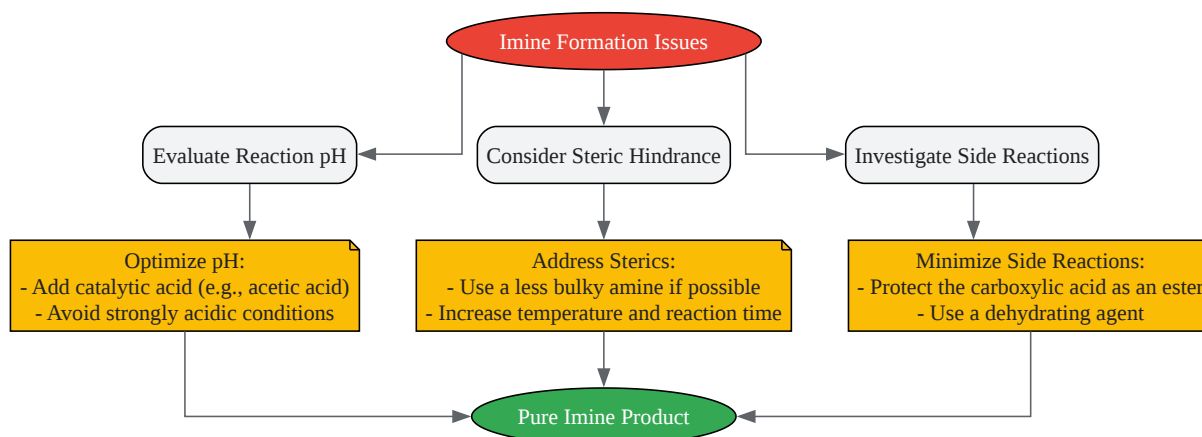 Imine Formation Issues
Evaluate Reaction pH
Consider Steric Hindrance
Investigate Side Reactions
Optimize pH:
- Add catalytic acid (e.g., acetic acid)
- Avoid strongly acidic conditions
Address Sterics:
- Use a less bulky amine if possible
- Increase temperature and reaction time
Minimize Side Reactions:
- Protect the carboxylic acid as an ester
- Use a dehydrating agent
Pure Imine Product